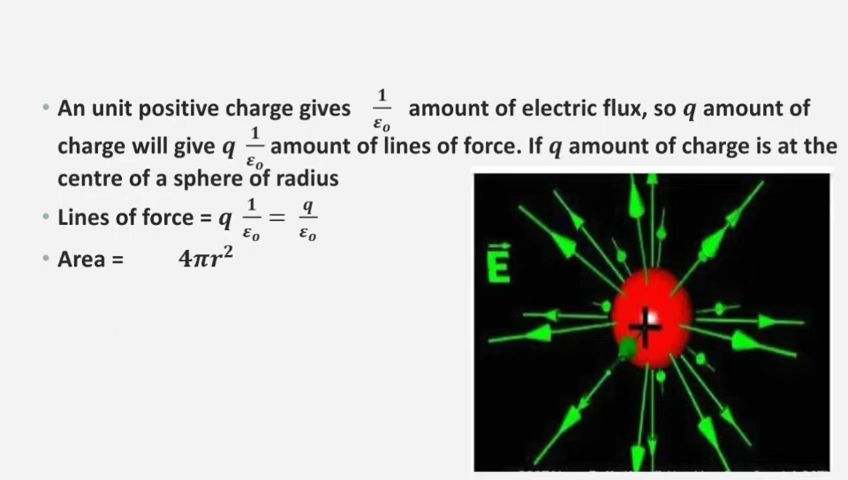 • An unit positive charge gives 1/ε₀ amount of electric flux, so q amount of
charge will give q 1/ε₀ amount of lines of force. If q amount of charge is at the
centre of a sphere of radius
• Lines of force = q 1/ε₀ = q/ε₀
• Area = 4πr²
E⃗
+